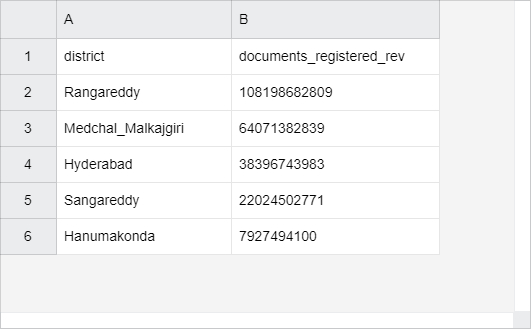 A B
1 district documents_registered_rev
2 Rangareddy 108198682809
3 Medchal_Malkajgiri 64071382839
4 Hyderabad 38396743983
5 Sangareddy 22024502771
6 Hanumakonda 7927494100